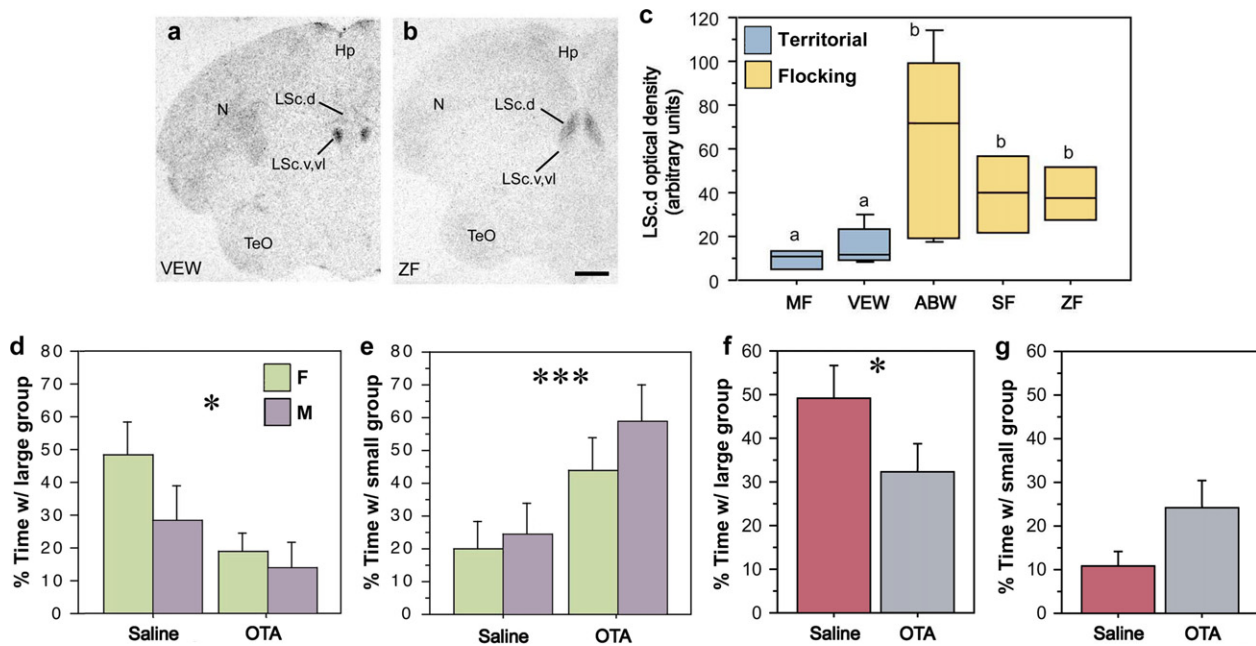 a
Hp
LSc.d
N
LSc.v,vl
TeO
VEW
b
Hp
LSc.d
N
LSc.v,vl
TeO
ZF
c
LSc.d optical density
(arbitrary units)
120
100
80
60
40
20
0
Territorial
Flocking
a
a
b
b
b
MF VEW ABW SF ZF
d
% Time w/ large group
80
70
60
50
40
30
20
10
0
*
F
M
Saline OTA
e
% Time w/ small group
80
70
60
50
40
30
20
10
0
***
Saline OTA
f
% Time w/ large group
60
50
40
30
20
10
0
*
Saline OTA
g
% Time w/ small group
60
50
40
30
20
10
0
Saline OTA